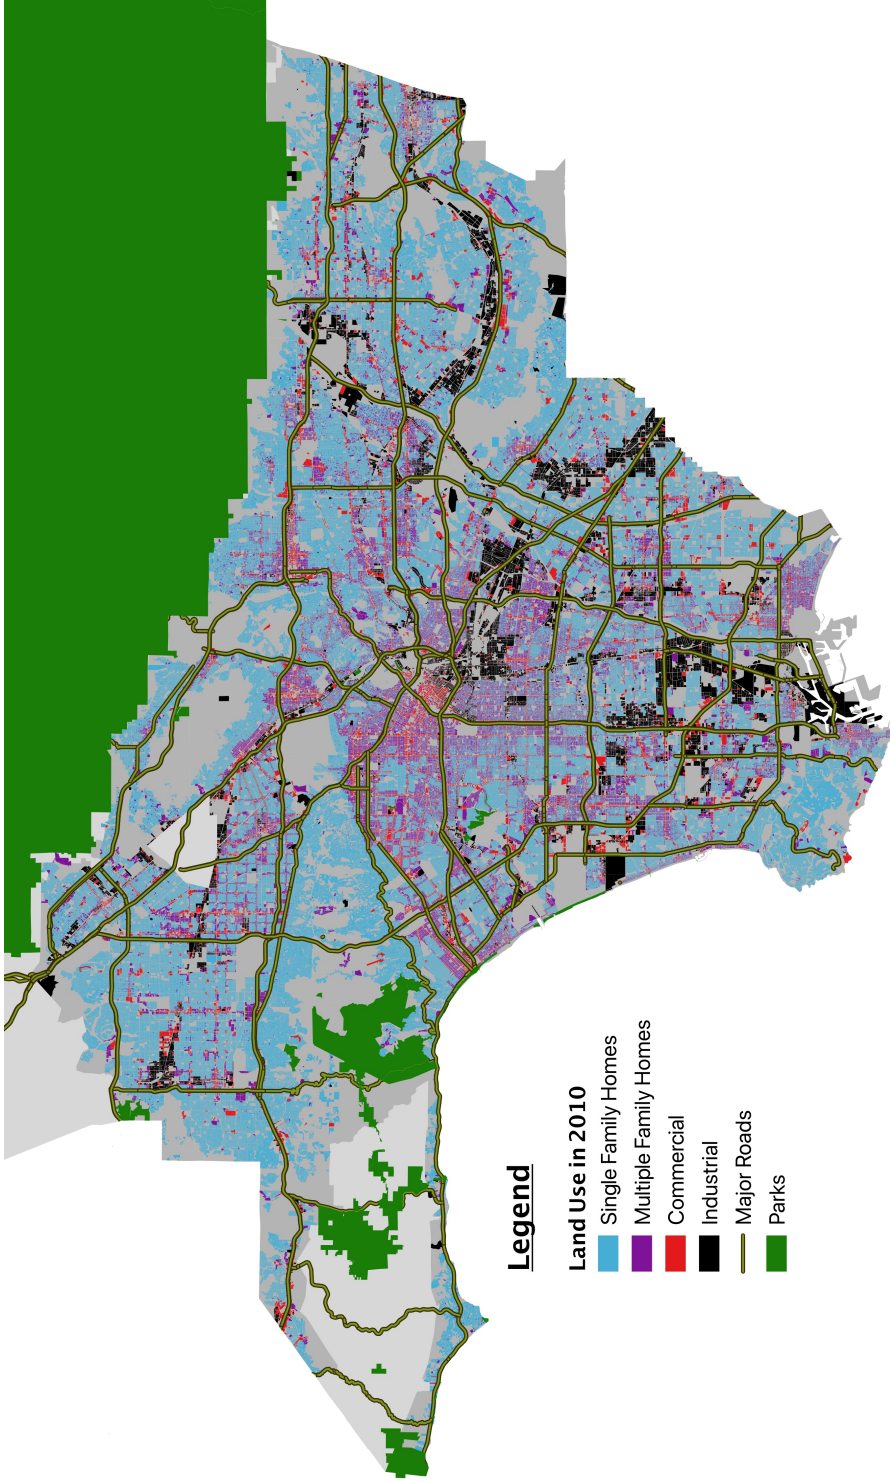 Legend
Land Use in 2010
Single Family Homes
Multiple Family Homes
Commercial
Industrial
Major Roads
Parks